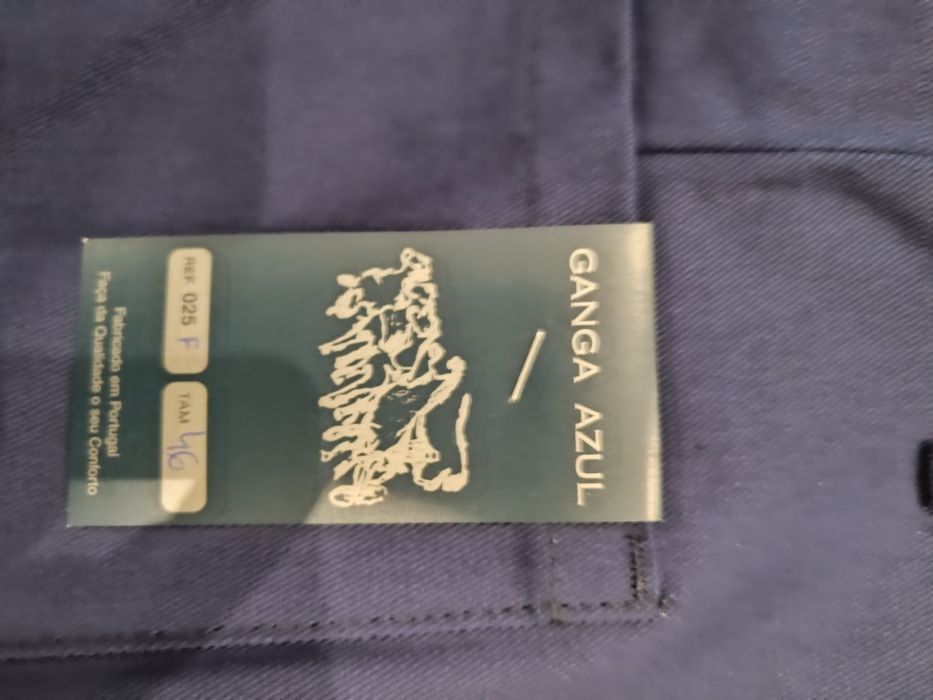 GANGA AZUL
REF. 025 F TAM 46
Fabricado em Portugal
Faça da Qualidade o seu Conforto